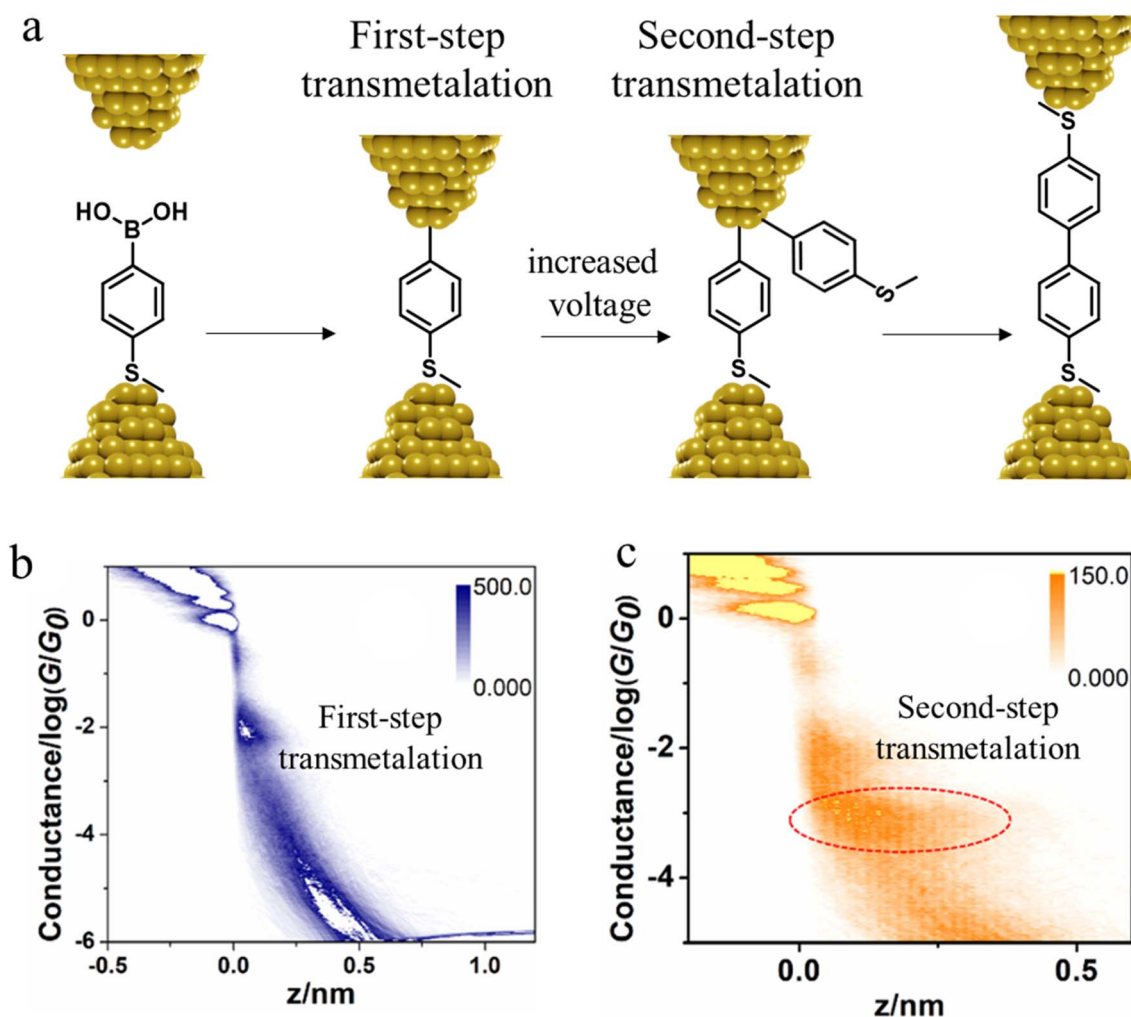 a
First-step
transmetalation
Second-step
transmetalation
HO OH
B
S
increased
voltage
S
S
S
S
S
b
Conductance/log(G/G0)
0
-2
-4
-6
-0.5 0.0 0.5 1.0
z/nm
500.0
0.000
First-step
transmetalation
c
Conductance/log(G/G0)
0
-2
-4
0.0 0.5
z/nm
150.0
0.000
Second-step
transmetalation